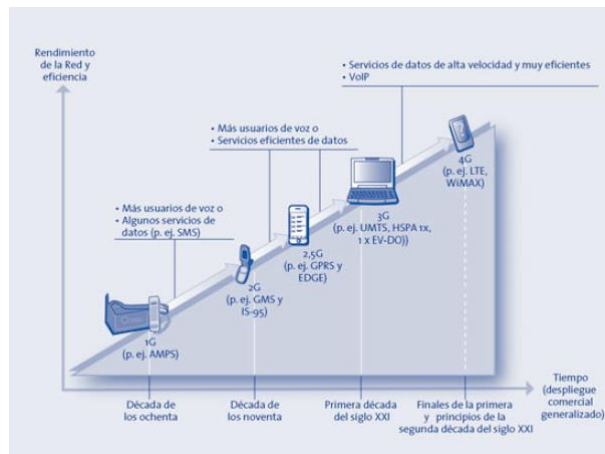 Rendimiento
de la Red y
eficiencia
• Servicios de datos de alta velocidad y muy eficientes
• VoIP
• Más usuarios de voz o
• Servicios eficientes de datos
• Más usuarios de voz o
• Algunos servicios de
datos (p. ej. SMS)
4G
(p. ej. LTE,
WiMAX)
3G
(p. ej. UMTS, HSPA 1x,
1 x EV-DO))
2,5G
(p. ej. GPRS y
EDGE)
2G
(p. ej. GMS y
IS-95)
1G
(p. ej. AMPS)
Década de
los ochenta
Década de
los noventa
Primera década
del siglo XXI
Finales de la primera
y principios de la
segunda década del siglo XXI
Tiempo
(despliegue
comercial
generalizado)